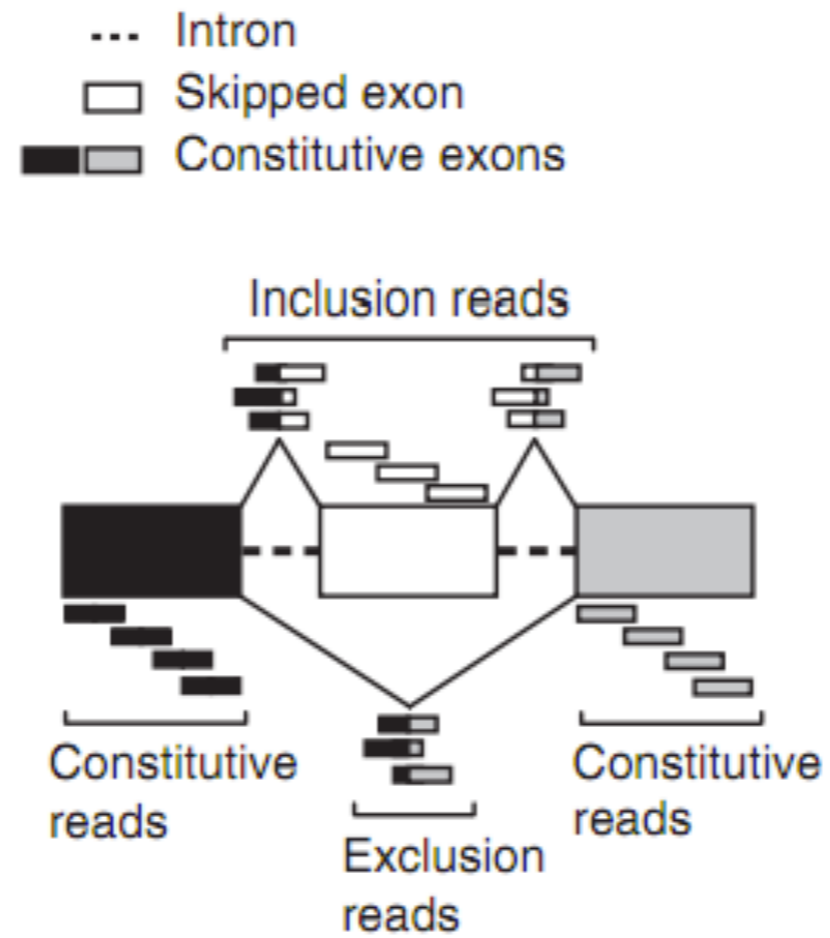 Intron
Skipped exon
Constitutive exons
Inclusion reads
Constitutive
reads
Exclusion
reads
Constitutive
reads